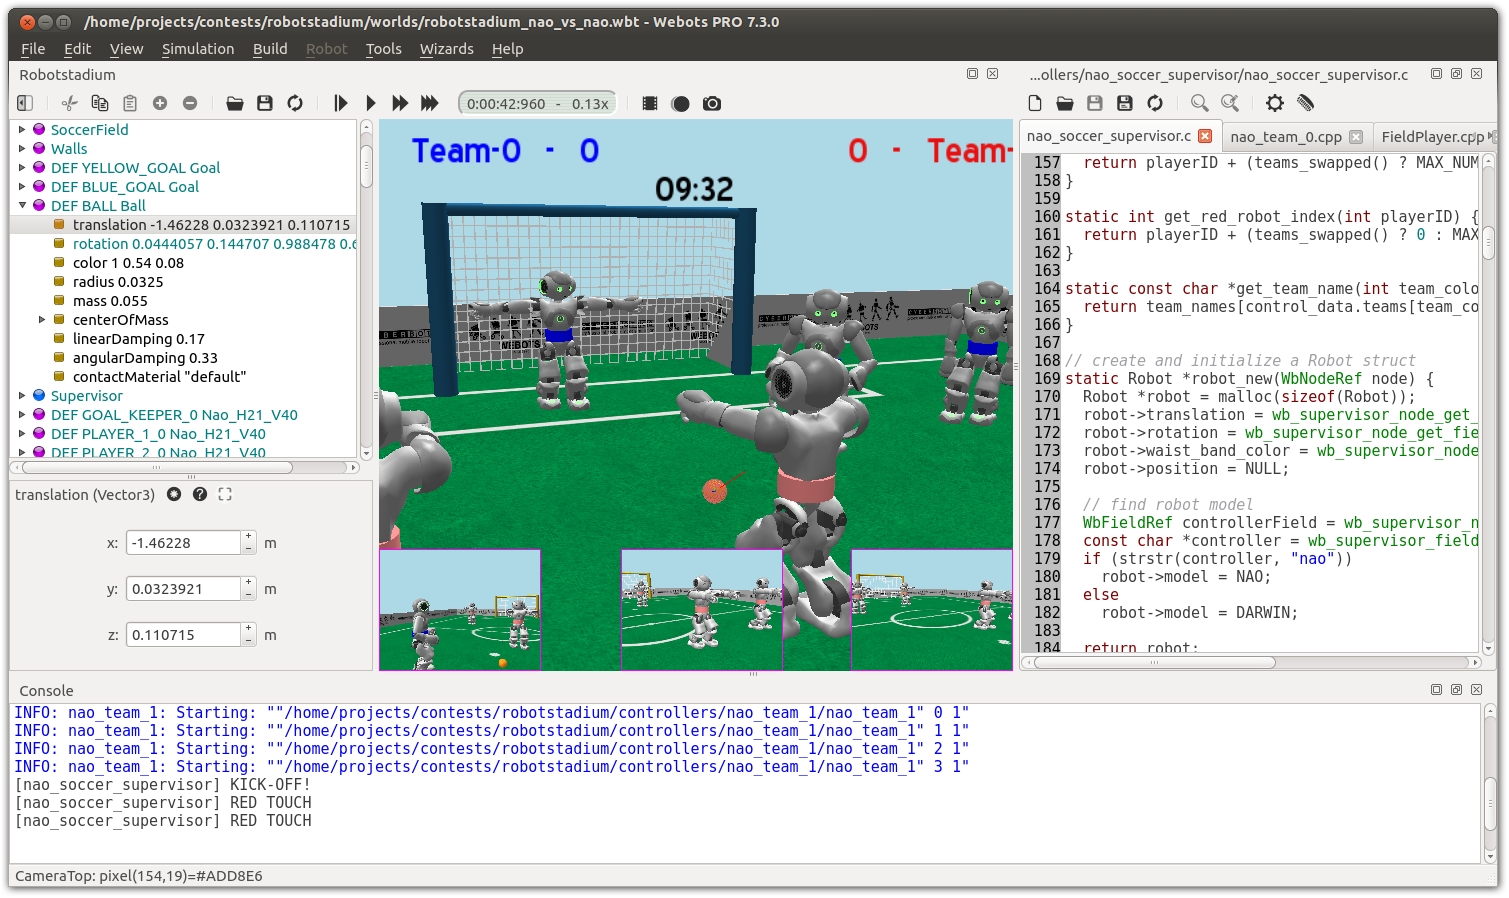 /home/projects/contests/robotstadium/worlds/robotstadium_nao_vs_nao.wbt - Webots PRO 7.3.0
File Edit View Simulation Build Robot Tools Wizards Help
Robotstadium
0:00:42:960 - 0.13x
SoccerField
Walls
DEF YELLOW_GOAL Goal
DEF BLUE_GOAL Goal
DEF BALL Ball
translation -1.46228 0.0323921 0.110715
rotation 0.0444057 0.144707 0.988478 0.6
color 1 0.54 0.08
radius 0.0325
mass 0.055
centerOfMass
linearDamping 0.17
angularDamping 0.33
contactMaterial "default"
Supervisor
DEF GOAL_KEEPER_0 Nao_H21_V40
DEF PLAYER_1_0 Nao_H21_V40
DEF PLAYER_2_0 Nao_H21_V40
translation (Vector3)
x: -1.46228 m
y: 0.0323921 m
z: 0.110715 m
Team-0 - 0
0 - Team-
09:32
WEBOTS
...ollers/nao_soccer_supervisor/nao_soccer_supervisor.c
nao_soccer_supervisor.c nao_team_0.cpp FieldPlayer.cpp
157 return playerID + (teams_swapped() ? MAX_NUM
158 }
159
160 static int get_red_robot_index(int playerID) {
161 return playerID + (teams_swapped() ? 0 : MAX
162 }
163
164 static const char *get_team_name(int team_colo
165 return team_names[control_data.teams[team_co
166 }
167
168 // create and initialize a Robot struct
169 static Robot *robot_new(WbNodeRef node) {
170 Robot *robot = malloc(sizeof(Robot));
171 robot->translation = wb_supervisor_node_get_
172 robot->rotation = wb_supervisor_node_get_fie
173 robot->waist_band_color = wb_supervisor_node
174 robot->position = NULL;
175
176 // find robot model
177 WbFieldRef controllerField = wb_supervisor_n
178 const char *controller = wb_supervisor_field
179 if (strstr(controller, "nao"))
180 robot->model = NAO;
181 else
182 robot->model = DARWIN;
183
184 return robot;
Console
INFO: nao_team_1: Starting: ""/home/projects/contests/robotstadium/controllers/nao_team_1/nao_team_1" 0 1"
INFO: nao_team_1: Starting: ""/home/projects/contests/robotstadium/controllers/nao_team_1/nao_team_1" 1 1"
INFO: nao_team_1: Starting: ""/home/projects/contests/robotstadium/controllers/nao_team_1/nao_team_1" 2 1"
INFO: nao_team_1: Starting: ""/home/projects/contests/robotstadium/controllers/nao_team_1/nao_team_1" 3 1"
[nao_soccer_supervisor] KICK-OFF!
[nao_soccer_supervisor] RED TOUCH
[nao_soccer_supervisor] RED TOUCH
CameraTop: pixel(154,19)=#ADD8E6